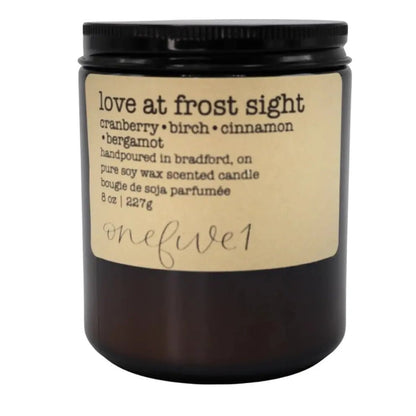 love at frost sight
cranberry • birch • cinnamon
• bergamot
handpoured in bradford, on
pure soy wax scented candle
bougie de soja parfumée
8 oz | 227g
onefive1